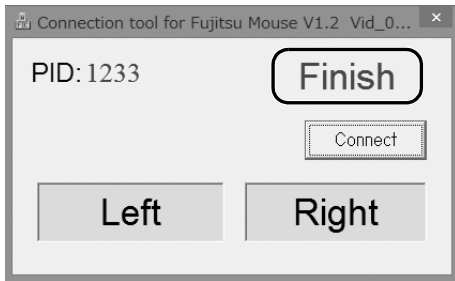 Connection tool for Fujitsu Mouse V1.2 Vid_0...
PID: 1233
Finish
Connect
Left
Right